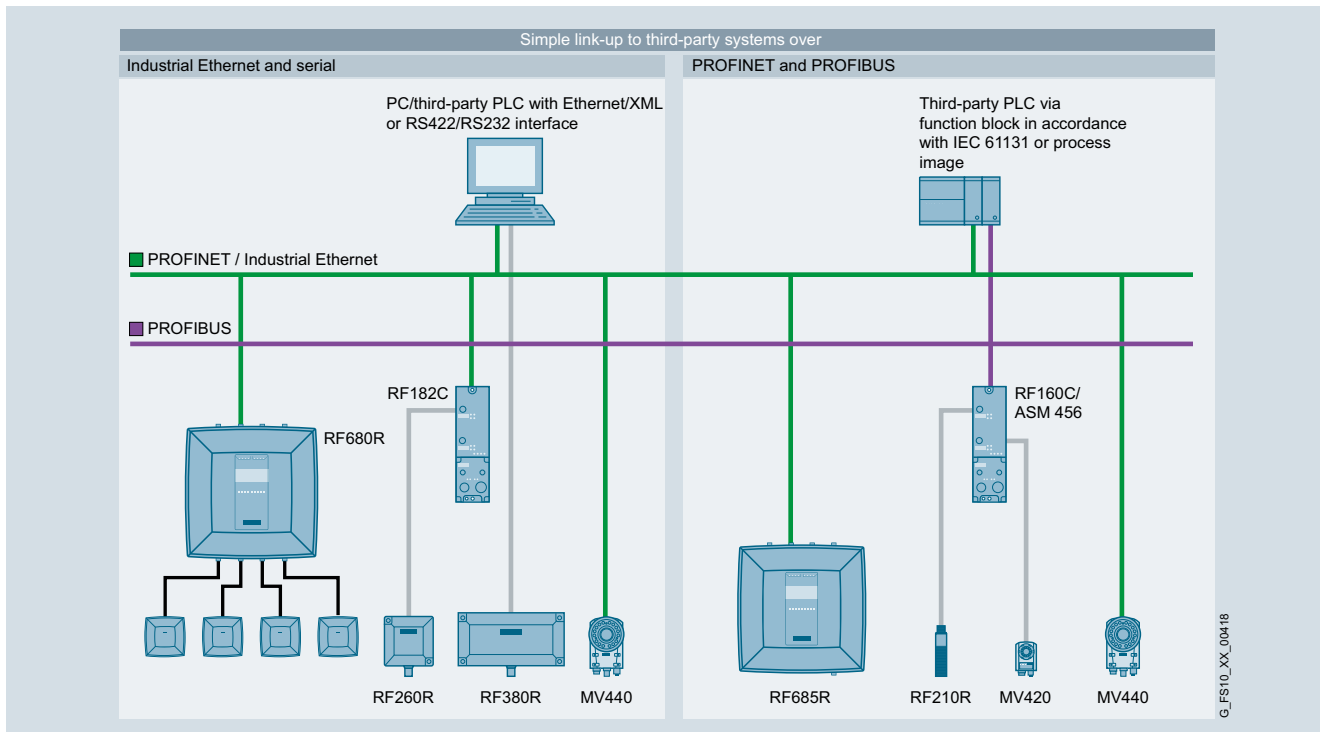 Simple link-up to third-party systems over
Industrial Ethernet and serial
PROFINET and PROFIBUS
PC/third-party PLC with Ethernet/XML
or RS422/RS232 interface
Third-party PLC via
function block in accordance
with IEC 61131 or process
image
PROFINET / Industrial Ethernet
PROFIBUS
RF182C
RF160C/
ASM 456
RF680R
RF260R
RF380R
MV440
RF685R
RF210R
MV420
MV440
G_FS10_XX_00418